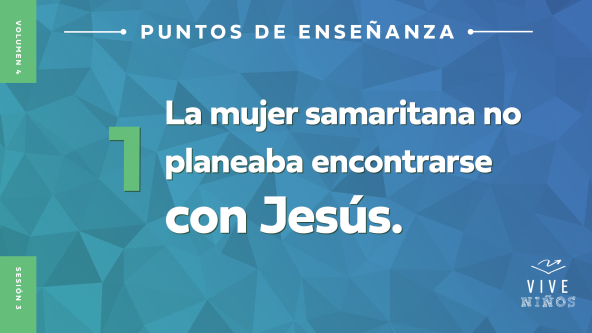 VOLUMEN 4
PUNTOS DE ENSEÑANZA
1
La mujer samaritana no
planeaba encontrarse
con Jesús.
SESIÓN 3
VIVE
NIÑOS